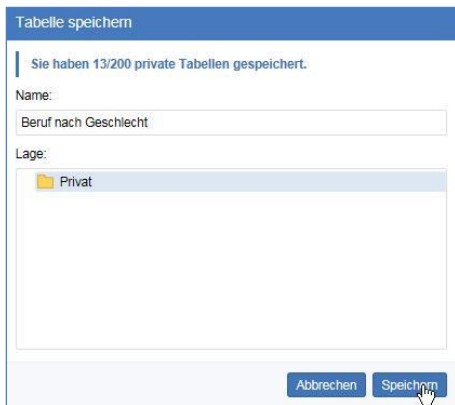 Tabelle speichern
Sie haben 13/200 private Tabellen gespeichert.
Name:
Beruf nach Geschlecht
Lage:
Privat
Abbrechen
Speichern